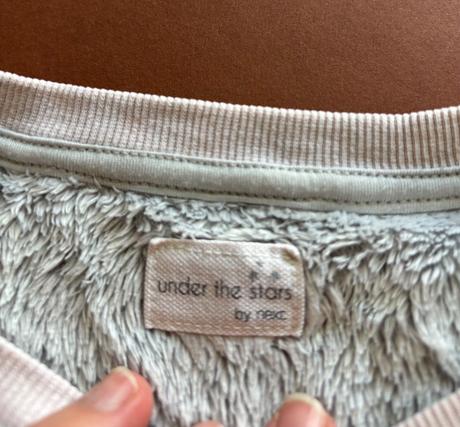 under the stars
by next.